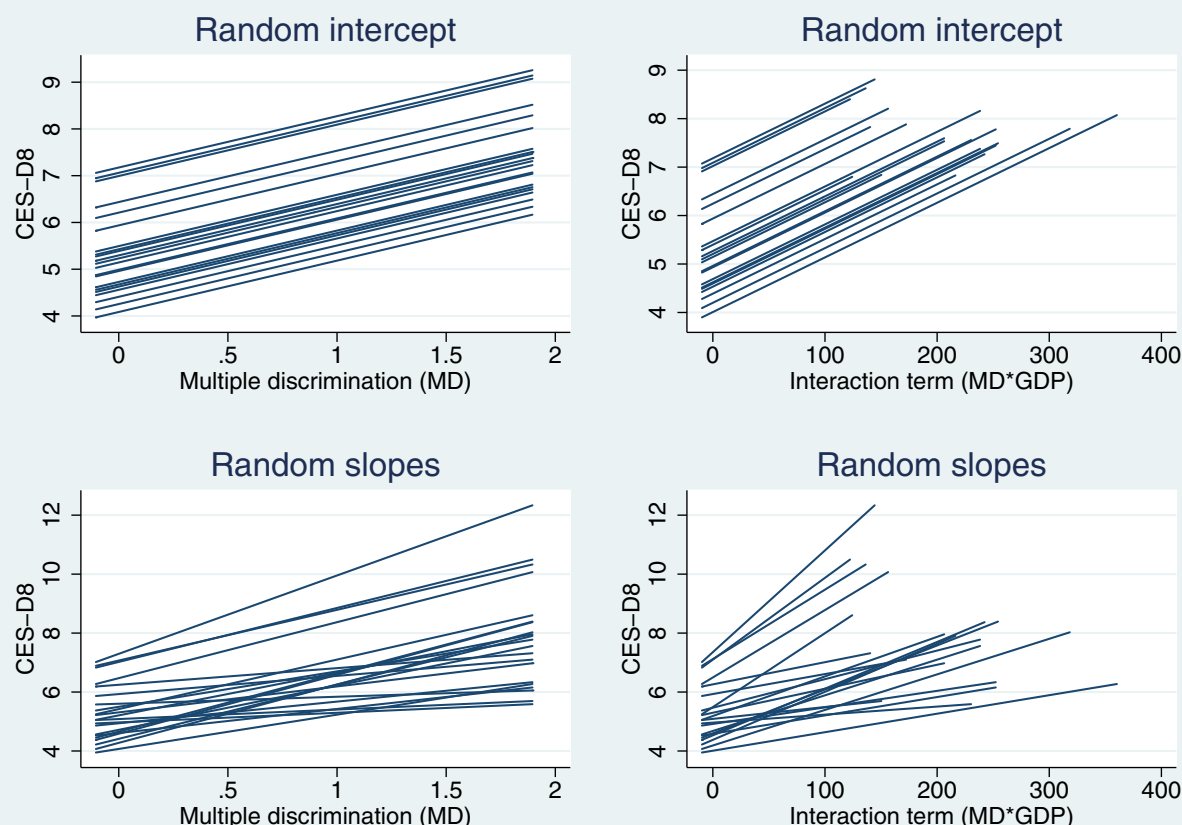 Random intercept
CES–D8
9
8
7
6
5
4
0 .5 1 1.5 2
Multiple discrimination (MD)
Random intercept
CES–D8
9
8
7
6
5
4
0 100 200 300 400
Interaction term (MD*GDP)
Random slopes
CES–D8
12
10
8
6
4
0 .5 1 1.5 2
Multiple discrimination (MD)
Random slopes
CES–D8
12
10
8
6
4
0 100 200 300 400
Interaction term (MD*GDP)